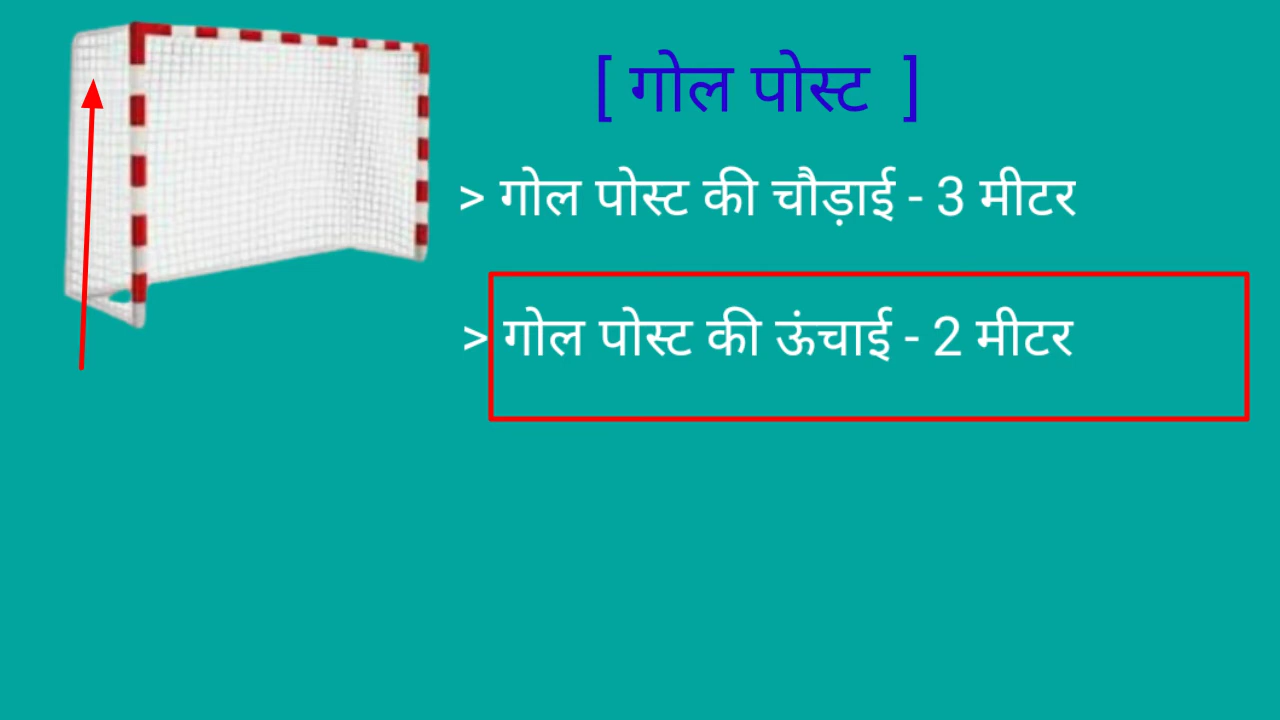 [ गोल पोस्ट ]
> गोल पोस्ट की चौड़ाई - 3 मीटर
> गोल पोस्ट की ऊंचाई - 2 मीटर